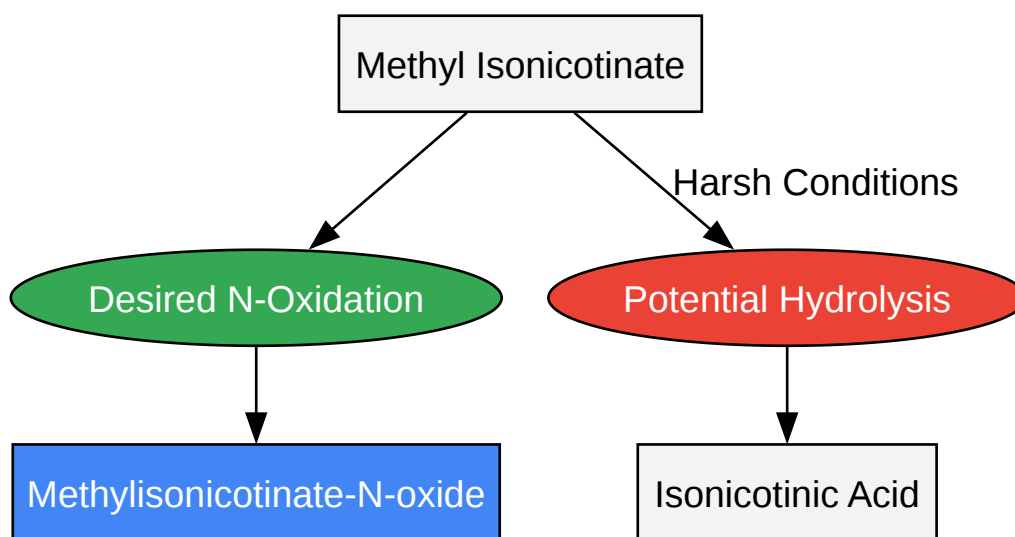 Methyl Isonicotinate
Harsh Conditions
Desired N-Oxidation
Potential Hydrolysis
Methylisonicotinate-N-oxide
Isonicotinic Acid